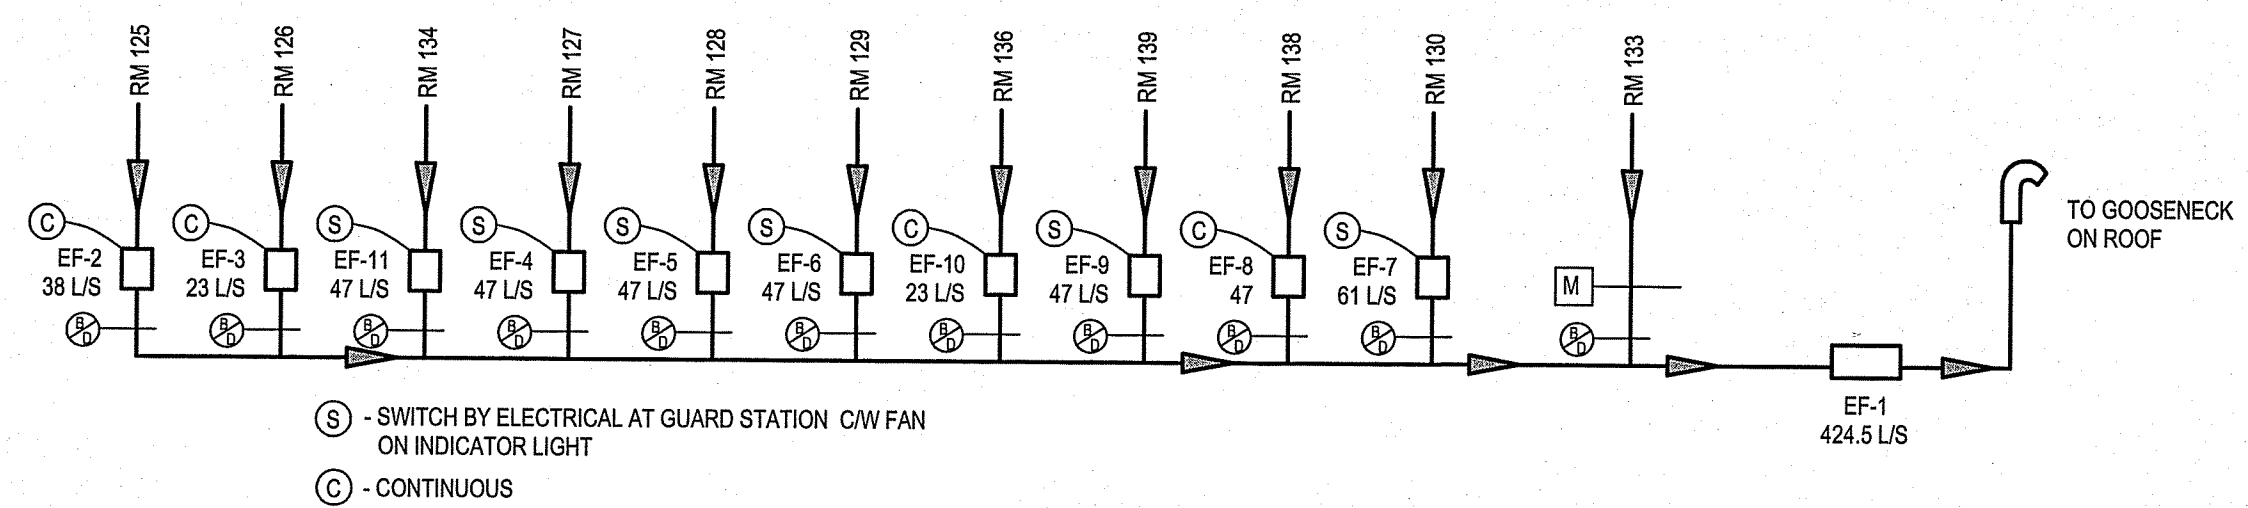 RM 125
RM 126
RM 134
RM 127
RM 128
RM 129
RM 136
RM 139
RM 138
RM 130
RM 133
C
C
S
S
S
S
C
S
C
S
TO GOOSENECK
ON ROOF
EF-2
38 L/S
EF-3
23 L/S
EF-11
47 L/S
EF-4
47 L/S
EF-5
47 L/S
EF-6
47 L/S
EF-10
23 L/S
EF-9
47 L/S
EF-8
47
EF-7
61 L/S
M
B/D
B/D
B/D
B/D
B/D
B/D
B/D
B/D
B/D
B/D
B/D
EF-1
424.5 L/S
S - SWITCH BY ELECTRICAL AT GUARD STATION C/W FAN
ON INDICATOR LIGHT
C - CONTINUOUS